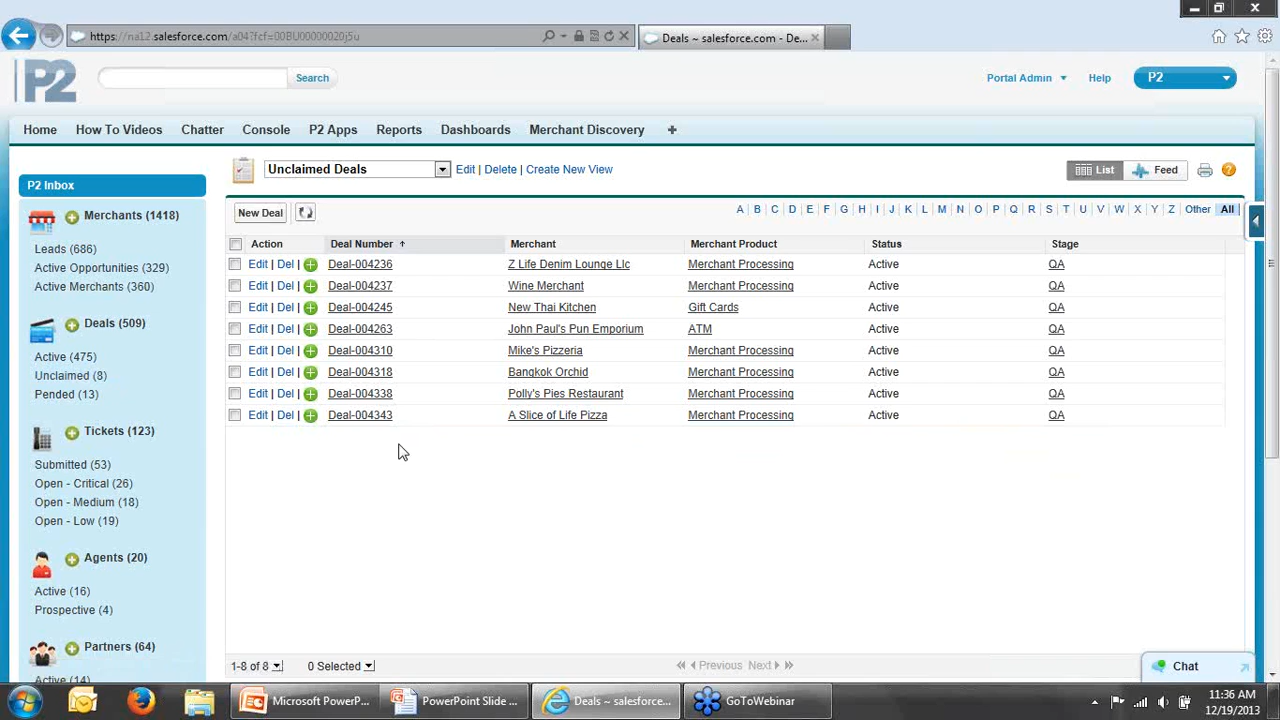 https://na12.salesforce.com/a04?fcf=00BU0000002
Deals ~ salesforce.com - De...
P2
Search
Portal Admin
Help
P2
Home How To Videos Chatter Console P2 Apps Reports Dashboards Merchant Discovery
P2 Inbox
Merchants (1418)
Leads (686)
Active Opportunities (329)
Active Merchants (360)
Deals (509)
Active (475)
Unclaimed (8)
Pended (13)
Tickets (123)
Submitted (53)
Open - Critical (26)
Open - Medium (18)
Open - Low (19)
Agents (20)
Active (16)
Prospective (4)
Partners (64)
Active (14)
Unclaimed Deals
Edit | Delete | Create New View
List Feed
New Deal
A B C D E F G H I J K L M N O P Q R S T U V W X Y Z Other All
Action Deal Number Merchant Merchant Product Status Stage
Edit | Del | Deal-004236 Z Life Denim Lounge Llc Merchant Processing Active QA
Edit | Del | Deal-004237 Wine Merchant Merchant Processing Active QA
Edit | Del | Deal-004245 New Thai Kitchen Gift Cards Active QA
Edit | Del | Deal-004263 John Paul's Pun Emporium ATM Active QA
Edit | Del | Deal-004310 Mike's Pizzeria Merchant Processing Active QA
Edit | Del | Deal-004318 Bangkok Orchid Merchant Processing Active QA
Edit | Del | Deal-004338 Polly's Pies Restaurant Merchant Processing Active QA
Edit | Del | Deal-004343 A Slice of Life Pizza Merchant Processing Active QA
1-8 of 8 0 Selected Previous Next
Chat
Microsoft PowerP...
PowerPoint Slide ...
Deals ~ salesforce...
GoToWebinar
11:36 AM
12/19/2013